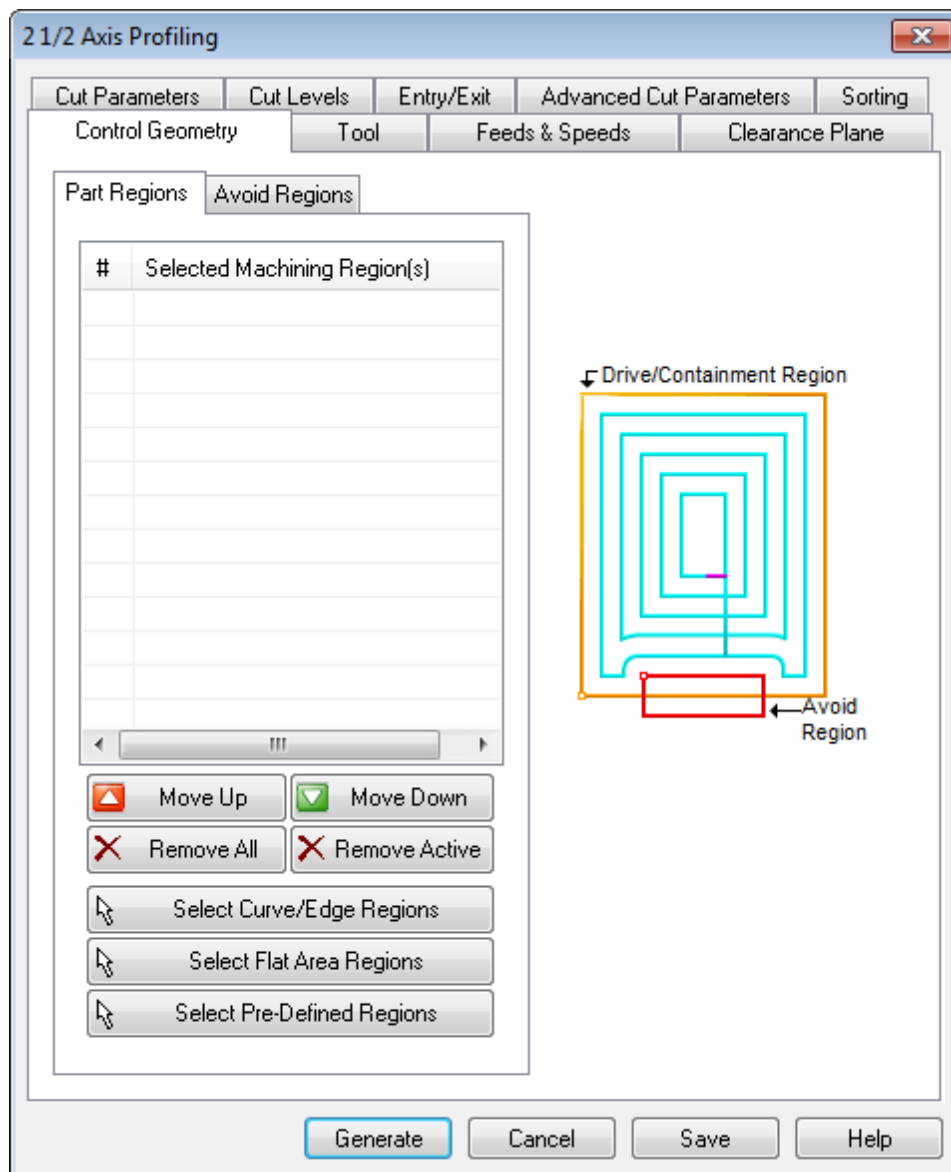 2 1/2 Axis Profiling
Cut Parameters
Cut Levels
Entry/Exit
Advanced Cut Parameters
Sorting
Control Geometry
Tool
Feeds & Speeds
Clearance Plane
Part Regions
Avoid Regions
# Selected Machining Region(s)
Drive/Containment Region
Avoid
Region
Move Up
Move Down
Remove All
Remove Active
Select Curve/Edge Regions
Select Flat Area Regions
Select Pre-Defined Regions
Generate
Cancel
Save
Help